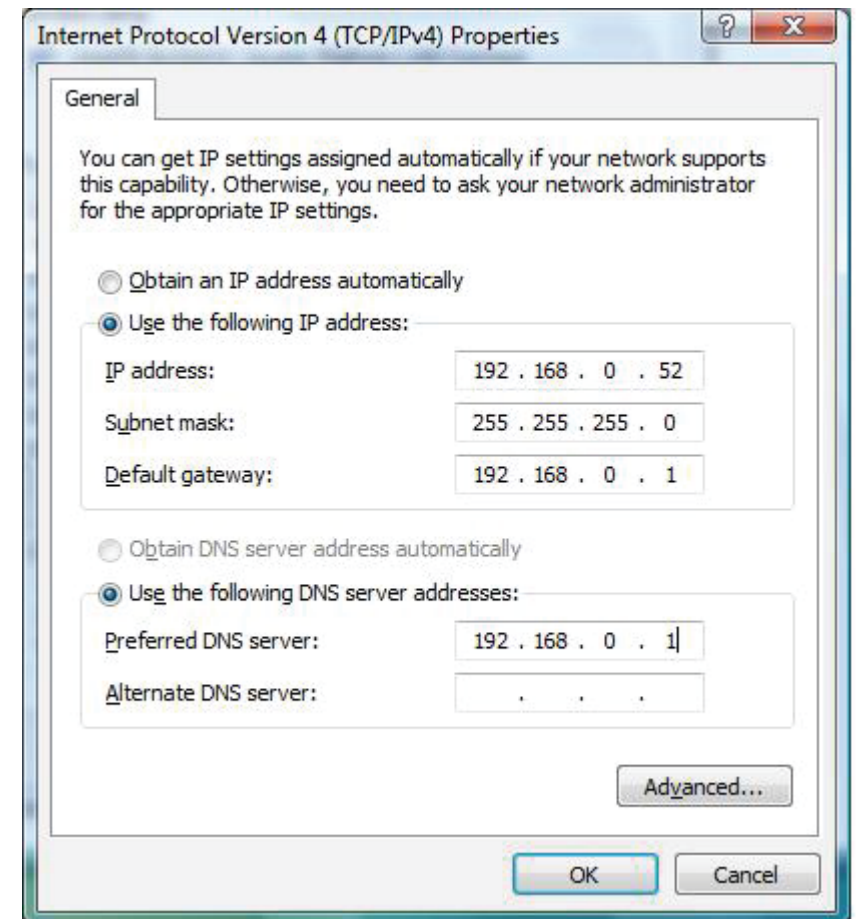 Internet Protocol Version 4 (TCP/IPv4) Properties
General
You can get IP settings assigned automatically if your network supports
this capability. Otherwise, you need to ask your network administrator
for the appropriate IP settings.
Obtain an IP address automatically
Use the following IP address:
IP address: 192 . 168 . 0 . 52
Subnet mask: 255 . 255 . 255 . 0
Default gateway: 192 . 168 . 0 . 1
Obtain DNS server address automatically
Use the following DNS server addresses:
Preferred DNS server: 192 . 168 . 0 . 1
Alternate DNS server: . . .
Advanced...
OK Cancel